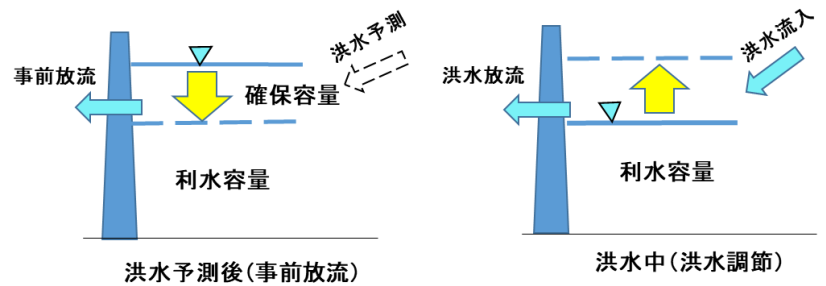 洪水予測
事前放流
確保容量
利水容量
洪水予測後(事前放流)
洪水流入
洪水放流
利水容量
洪水中(洪水調節)